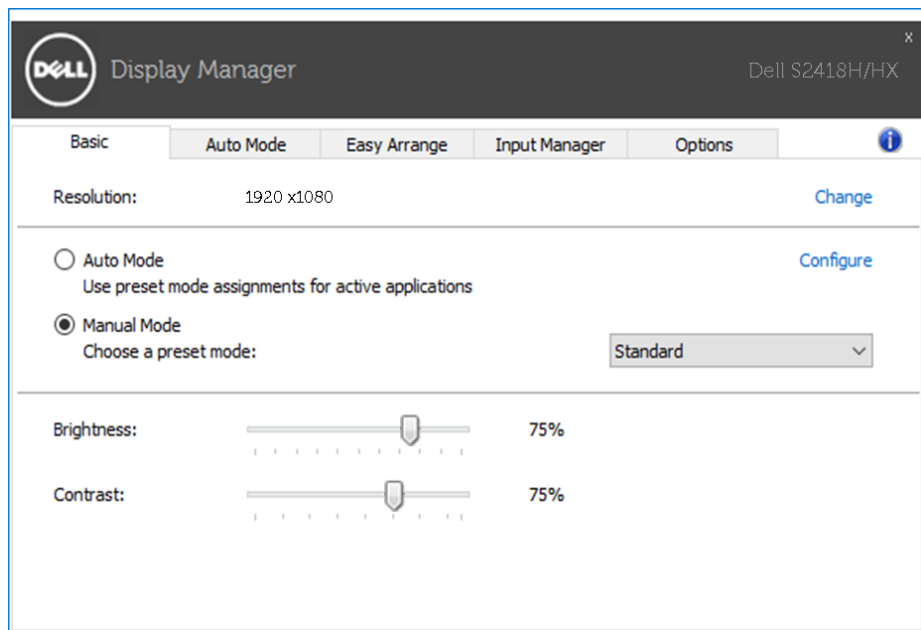 x
DELL Display Manager
Dell S2418H/HX
Basic Auto Mode Easy Arrange Input Manager Options i
Resolution: 1920 x1080 Change
Auto Mode Configure
Use preset mode assignments for active applications
Manual Mode
Choose a preset mode: Standard
Brightness: 75%
Contrast: 75%